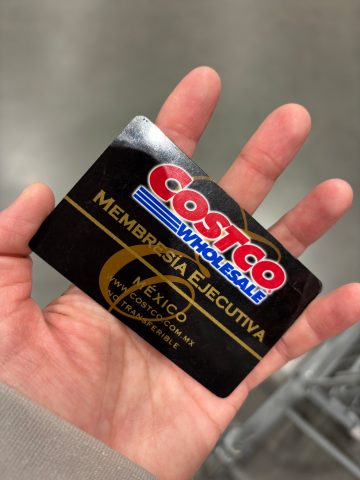 COSTCO
WHOLESALE
MEMBRESÍA EJECUTIVA
MÉXICO
WWW.COSTCO.COM.MX
NO TRANSFERIBLE